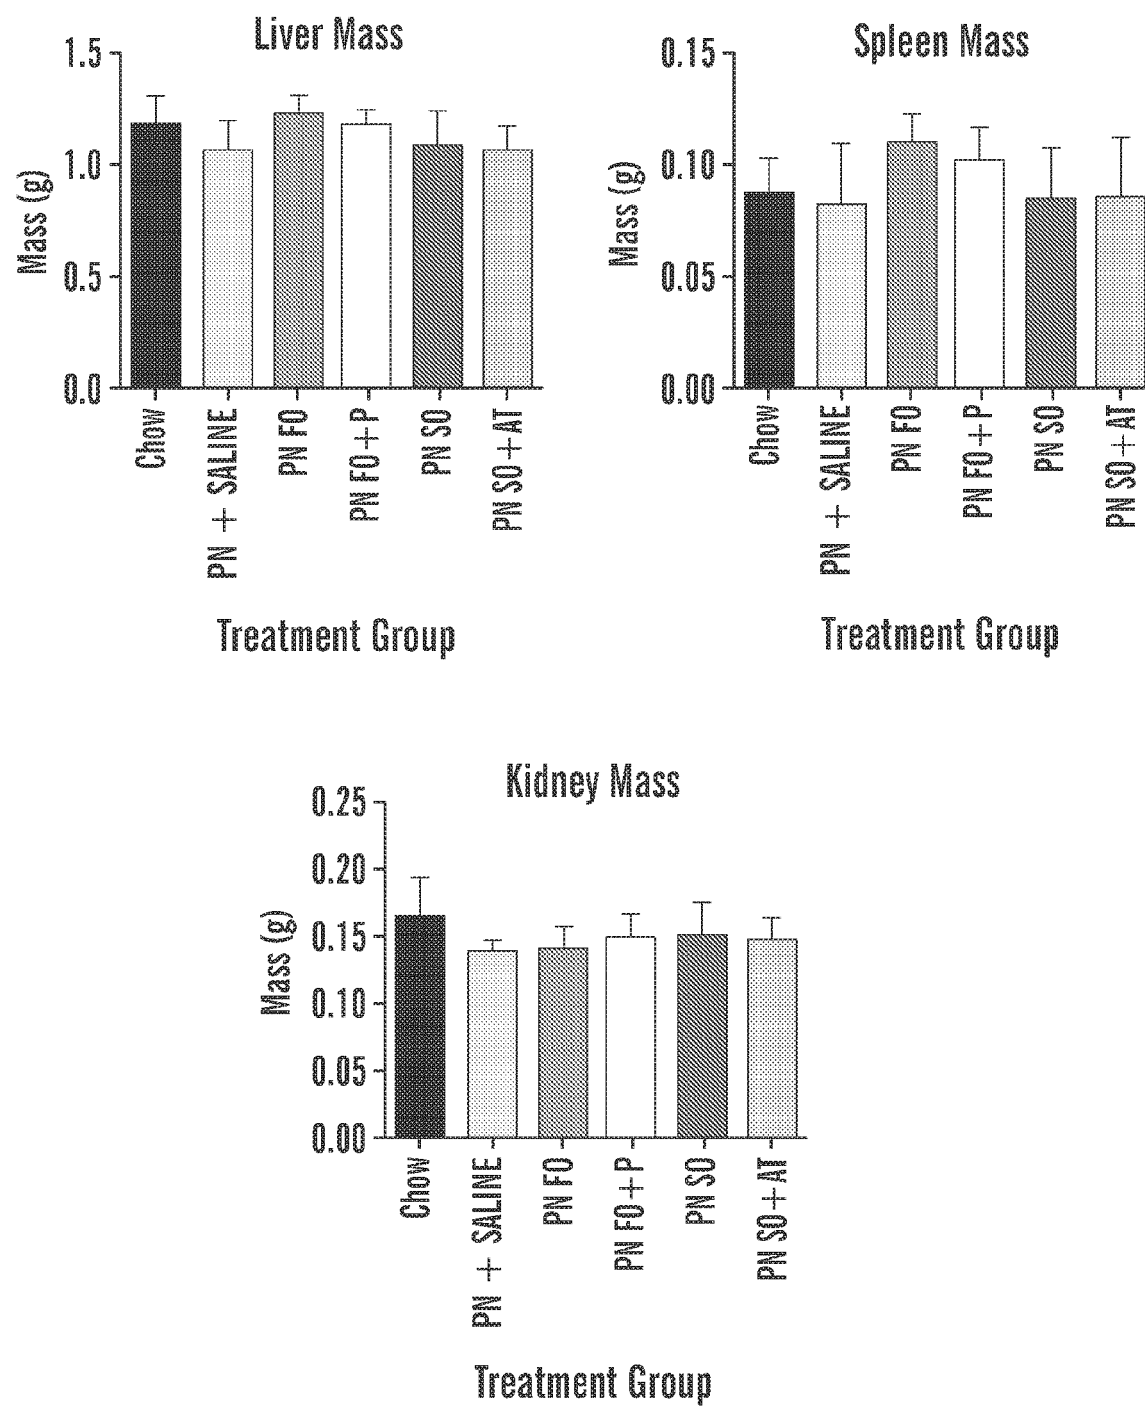 Liver Mass
1.5
1.0
0.5
0.0
Mass (g)
Chow
PN + SALINE
PN FO
PN FO+P
PN SO
PN SO+AT
Treatment Group
Spleen Mass
0.15
0.10
0.05
0.00
Mass (g)
Chow
PN + SALINE
PN FO
PN FO+P
PN SO
PN SO+AT
Treatment Group
Kidney Mass
0.25
0.20
0.15
0.10
0.05
0.00
Mass (g)
Chow
PN + SALINE
PN FO
PN FO+P
PN SO
PN SO+AT
Treatment Group